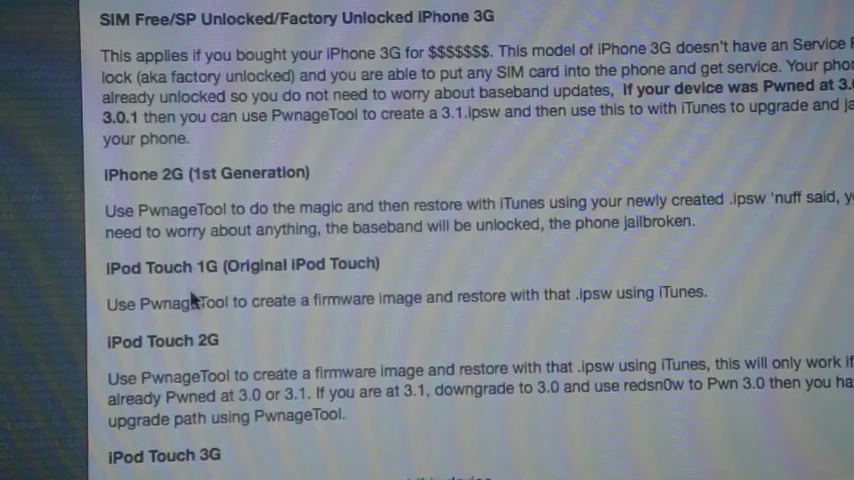 SIM Free/SP Unlocked/Factory Unlocked iPhone 3G
This applies if you bought your iPhone 3G for $$$$$$$. This model of iPhone 3G doesn't have an Service
lock (aka factory unlocked) and you are able to put any SIM card into the phone and get service. Your
already unlocked so you do not need to worry about baseband updates, If your device was Pwned at
3.0.1 then you can use PwnageTool to create a 3.1.ipsw and then use this to with iTunes to upgrade and
your phone.
iPhone 2G (1st Generation)
Use PwnageTool to do the magic and then restore with iTunes using your newly created .ipsw 'nuff said,
need to worry about anything, the baseband will be unlocked, the phone jailbroken.
iPod Touch 1G (Original iPod Touch)
Use PwnageTool to create a firmware image and restore with that .ipsw using iTunes.
iPod Touch 2G
Use PwnageTool to create a firmware image and restore with that .ipsw using iTunes, this will only work if
already Pwned at 3.0 or 3.1. If you are at 3.1, downgrade to 3.0 and use redsn0w to Pwn 3.0 then you
upgrade path using PwnageTool.
iPod Touch 3G